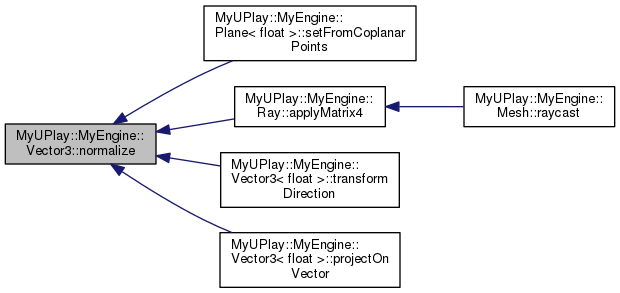 MyUPlay::MyEngine::
Plane< float >::setFromCoplanar
Points
MyUPlay::MyEngine::
Ray::applyMatrix4
MyUPlay::MyEngine::
Mesh::raycast
MyUPlay::MyEngine::
Vector3::normalize
MyUPlay::MyEngine::
Vector3< float >::transform
Direction
MyUPlay::MyEngine::
Vector3< float >::projectOn
Vector